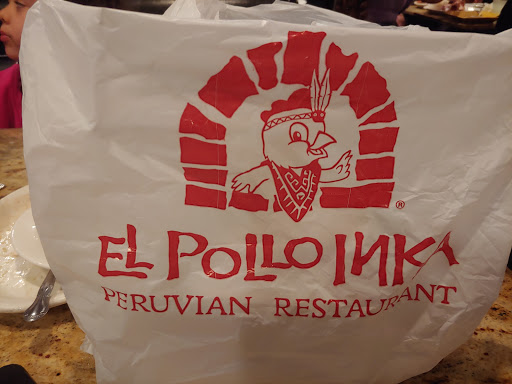 ®
EL POLLO INKA
PERUVIAN RESTAURANT